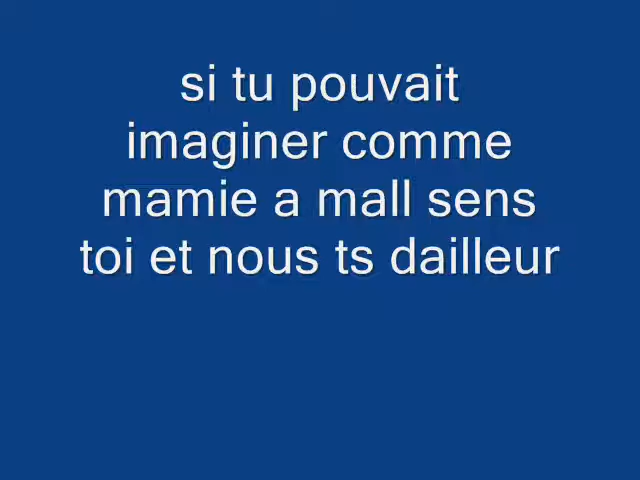 si tu pouvait
imaginer comme
mamie a mall sens
toi et nous ts dailleur